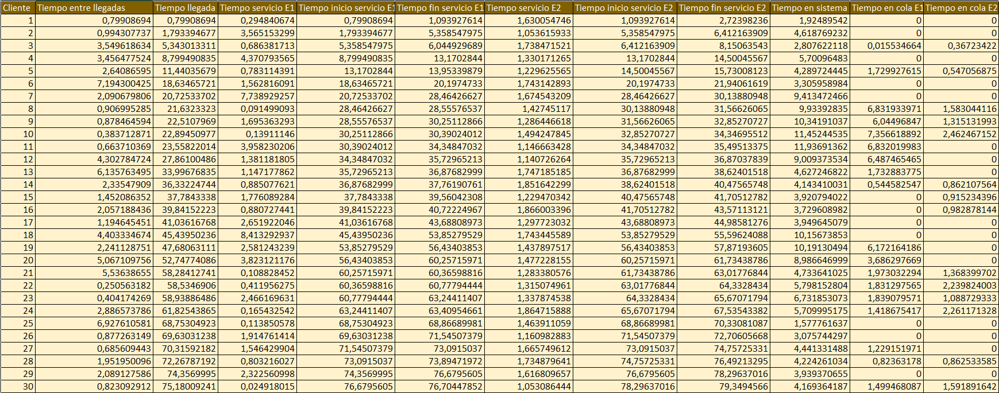 Cliente Tiempo entre llegadas Tiempo llegada Tiempo servicio E1 Tiempo inicio servicio E1 Tiempo fin servicio E1 Tiempo servicio E2 Tiempo inicio servicio E2 Tiempo fin servicio E2 Tiempo en sistema Tiempo en cola E1 Tiempo en cola E2
1 0,79908694 0,79908694 0,294840674 0,79908694 1,093927614 1,630054746 1,093927614 2,72398236 1,92489542 0 0
2 0,994307737 1,793394677 3,565153299 1,793394677 5,358547975 1,053615933 5,358547975 6,412163909 4,618769232 0 0
3 3,549618634 5,343013311 0,686381713 5,358547975 6,044929689 1,738471521 6,412163909 8,15063543 2,807622118 0,015534664 0,36723422
4 3,456477524 8,799490835 4,370793565 8,799490835 13,1702844 1,330171265 13,1702844 14,50045567 5,70096483 0 0
5 2,64086595 11,44035679 0,783114391 13,1702844 13,95339879 1,229625565 14,50045567 15,73008123 4,289724445 1,729927615 0,547056875
6 7,194300425 18,63465721 1,562816091 18,63465721 20,1974733 1,743142893 20,1974733 21,94061619 3,305958984 0 0
7 2,090679806 20,72533702 7,738929257 20,72533702 28,46426627 1,674543209 28,46426627 30,13880948 9,413472466 0 0
8 0,906995285 21,6323323 0,091499093 28,46426627 28,55576537 1,42745117 30,13880948 31,56626065 9,93392835 6,831933971 1,583044116
9 0,878464594 22,5107969 1,695363293 28,55576537 30,25112866 1,286446618 31,56626065 32,85270727 10,34191037 6,04496847 1,315131993
10 0,383712871 22,89450977 0,13911146 30,25112866 30,39024012 1,494247845 32,85270727 34,34695512 11,45244535 7,356618892 2,462467152
11 0,663710369 23,55822014 3,958230206 30,39024012 34,34847032 1,146663428 34,34847032 35,49513375 11,93691362 6,832019983 0
12 4,302784724 27,86100486 1,381181805 34,34847032 35,72965213 1,140726264 35,72965213 36,87037839 9,009373534 6,487465465 0
13 6,135763495 33,99676835 1,147177862 35,72965213 36,87682999 1,747185185 36,87682999 38,62401518 4,627246822 1,732883775 0
14 2,33547909 36,33224744 0,885077621 36,87682999 37,76190761 1,851642299 38,62401518 40,47565748 4,143410031 0,544582547 0,862107564
15 1,452086352 37,7843338 1,776089284 37,7843338 39,56042308 1,229470342 40,47565748 41,70512782 3,920794022 0 0,915234396
16 2,057188436 39,84152223 0,880727441 39,84152223 40,72224967 1,866003396 41,70512782 43,57113121 3,729608982 0 0,982878144
17 1,194645451 41,03616768 2,651922046 41,03616768 43,68808973 1,297723032 43,68808973 44,98581276 3,949645079 0 0
18 4,403334674 45,43950236 8,413292937 45,43950236 53,85279529 1,743445589 53,85279529 55,59624088 10,15673853 0 0
19 2,241128751 47,68063111 2,581243239 53,85279529 56,43403853 1,437897517 56,43403853 57,87193605 10,19130494 6,172164186 0
20 5,067109756 52,74774086 3,823121176 56,43403853 60,25715971 1,477228155 60,25715971 61,73438786 8,986646999 3,686297669 0
21 5,53638655 58,28412741 0,108828452 60,25715971 60,36598816 1,283380576 61,73438786 63,01776844 4,733641025 1,973032294 1,368399702
22 0,250563182 58,5346906 0,411956275 60,36598816 60,77794444 1,315074961 63,01776844 64,3328434 5,798152804 1,831297565 2,239824003
23 0,404174269 58,93886486 2,466169631 60,77794444 63,24411407 1,337874538 64,3328434 65,67071794 6,731853073 1,839079571 1,088729333
24 2,886573786 61,82543865 0,165432542 63,24411407 63,40954661 1,864715888 65,67071794 67,53543382 5,709995175 1,418675417 2,261171328
25 6,927610581 68,75304923 0,113850578 68,75304923 68,86689981 1,463911059 68,86689981 70,33081087 1,577761637 0 0
26 0,877263149 69,63031238 1,914761414 69,63031238 71,54507379 1,160982883 71,54507379 72,70605668 3,075744297 0 0
27 0,685609443 70,31592182 1,546429904 71,54507379 73,0915037 1,665749612 73,0915037 74,75725331 4,441331488 1,229151971 0
28 1,951950096 72,26787192 0,803216027 73,0915037 73,89471972 1,734879641 74,75725331 76,49213295 4,224261034 0,82363178 0,862533585
29 2,089127586 74,3569995 2,322560998 74,3569995 76,6795605 1,616809657 76,6795605 78,29637016 3,939370655 0 0
30 0,823092912 75,18009241 0,024918015 76,6795605 76,70447852 1,053086444 78,29637016 79,3494566 4,169364187 1,499468087 1,591891642